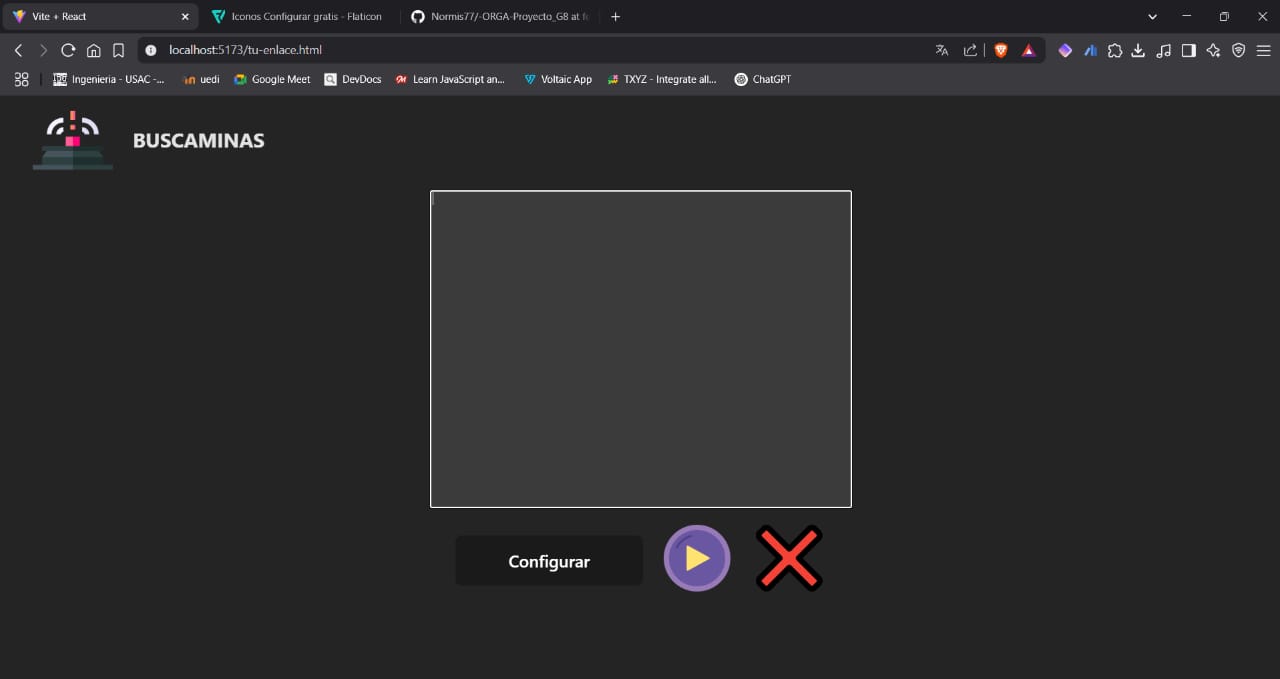 Vite + React
Iconos Configurar gratis - Flaticon
Normis77/-ORGA-Proyecto_G8 at
localhost:5173/tu-enlace.html
Ingenieria - USAC -...
uedi
Google Meet
DevDocs
Learn JavaScript an...
Voltaic App
TXYZ - Integrate all...
ChatGPT
BUSCAMINAS
Configurar